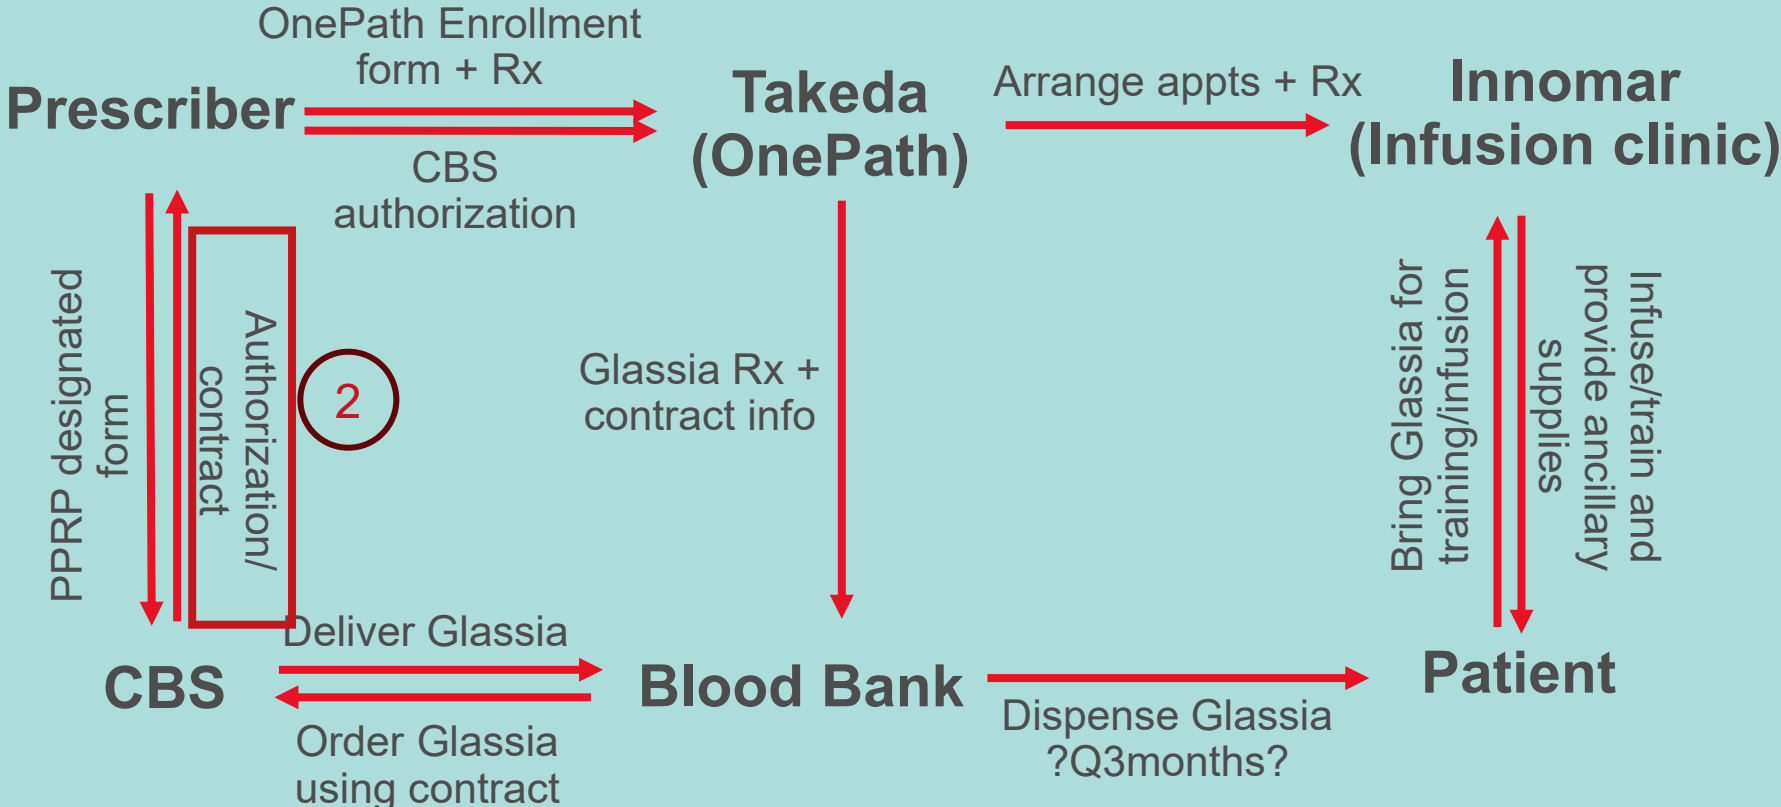 OnePath Enrollment
form + Rx
Prescriber
CBS
authorization
Takeda
(OnePath)
Arrange appts + Rx
Innomar
(Infusion clinic)
PPRP designated
form
Authorization/
contract
2
Glassia Rx +
contract info
Bring Glassia for
training/infusion
Infuse/train and
provide ancillary
supplies
CBS
Deliver Glassia
Order Glassia
using contract
Blood Bank
Dispense Glassia
?Q3months?
Patient